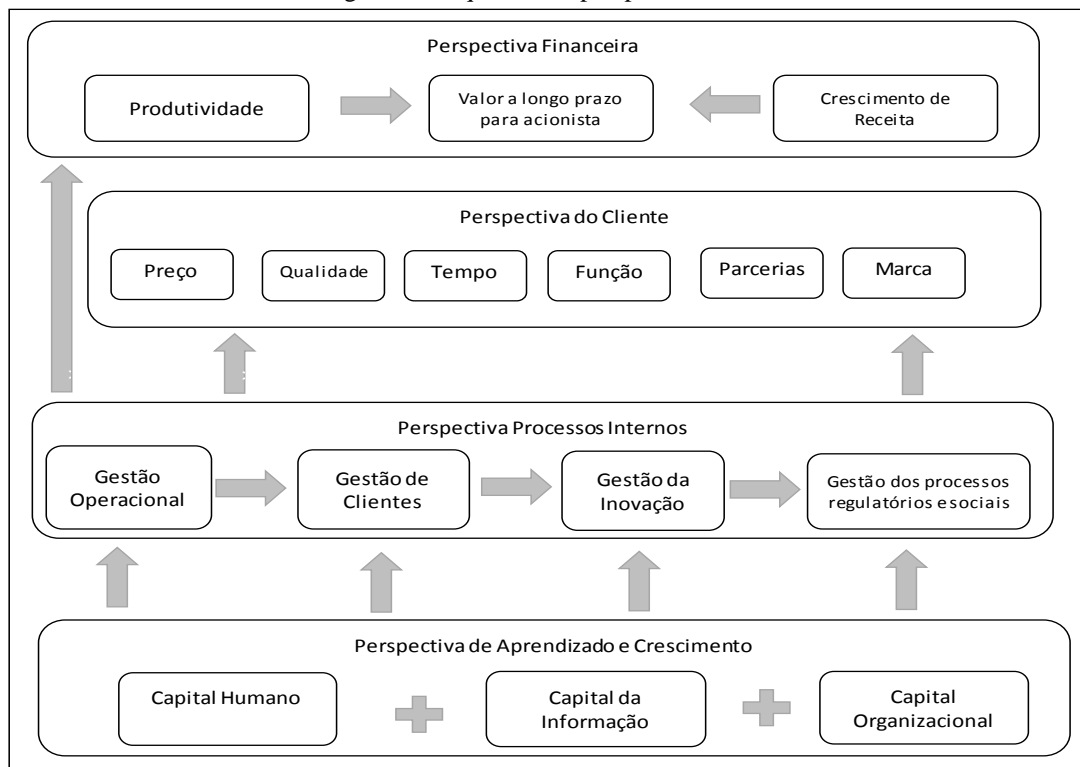 Perspectiva Financeira
Produtividade
Valor a longo prazo
para acionista
Crescimento de
Receita
Perspectiva do Cliente
Preço
Qualidade
Tempo
Função
Parcerias
Marca
Perspectiva Processos Internos
Gestão
Operacional
Gestão de
Clientes
Gestão da
Inovação
Gestão dos processos
regulatórios e sociais
Perspectiva de Aprendizado e Crescimento
Capital Humano
Capital da
Informação
Capital
Organizacional